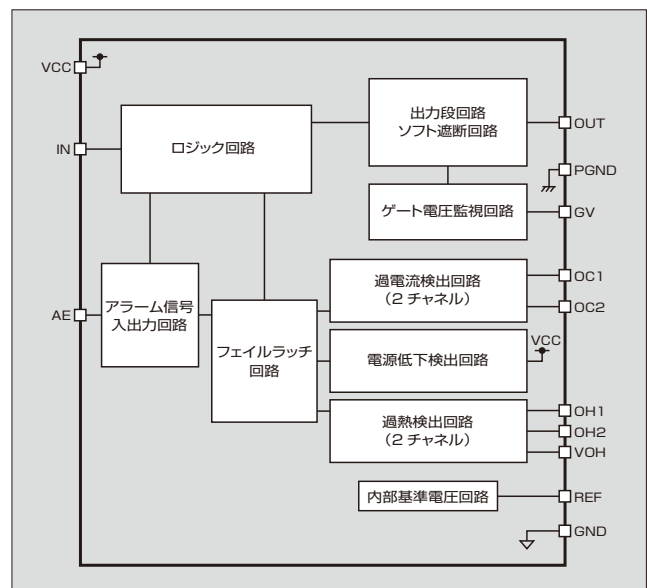 VCC
IN
AE
ロジック回路
出力段回路
ソフト遮断回路
ゲート電圧監視回路
アラーム信号
入出力回路
フェイルラッチ
回路
過電流検出回路
(2 チャネル)
電源低下検出回路
VCC
過熱検出回路
(2 チャネル)
内部基準電圧回路
OUT
PGND
GV
OC1
OC2
OH1
OH2
VOH
REF
GND